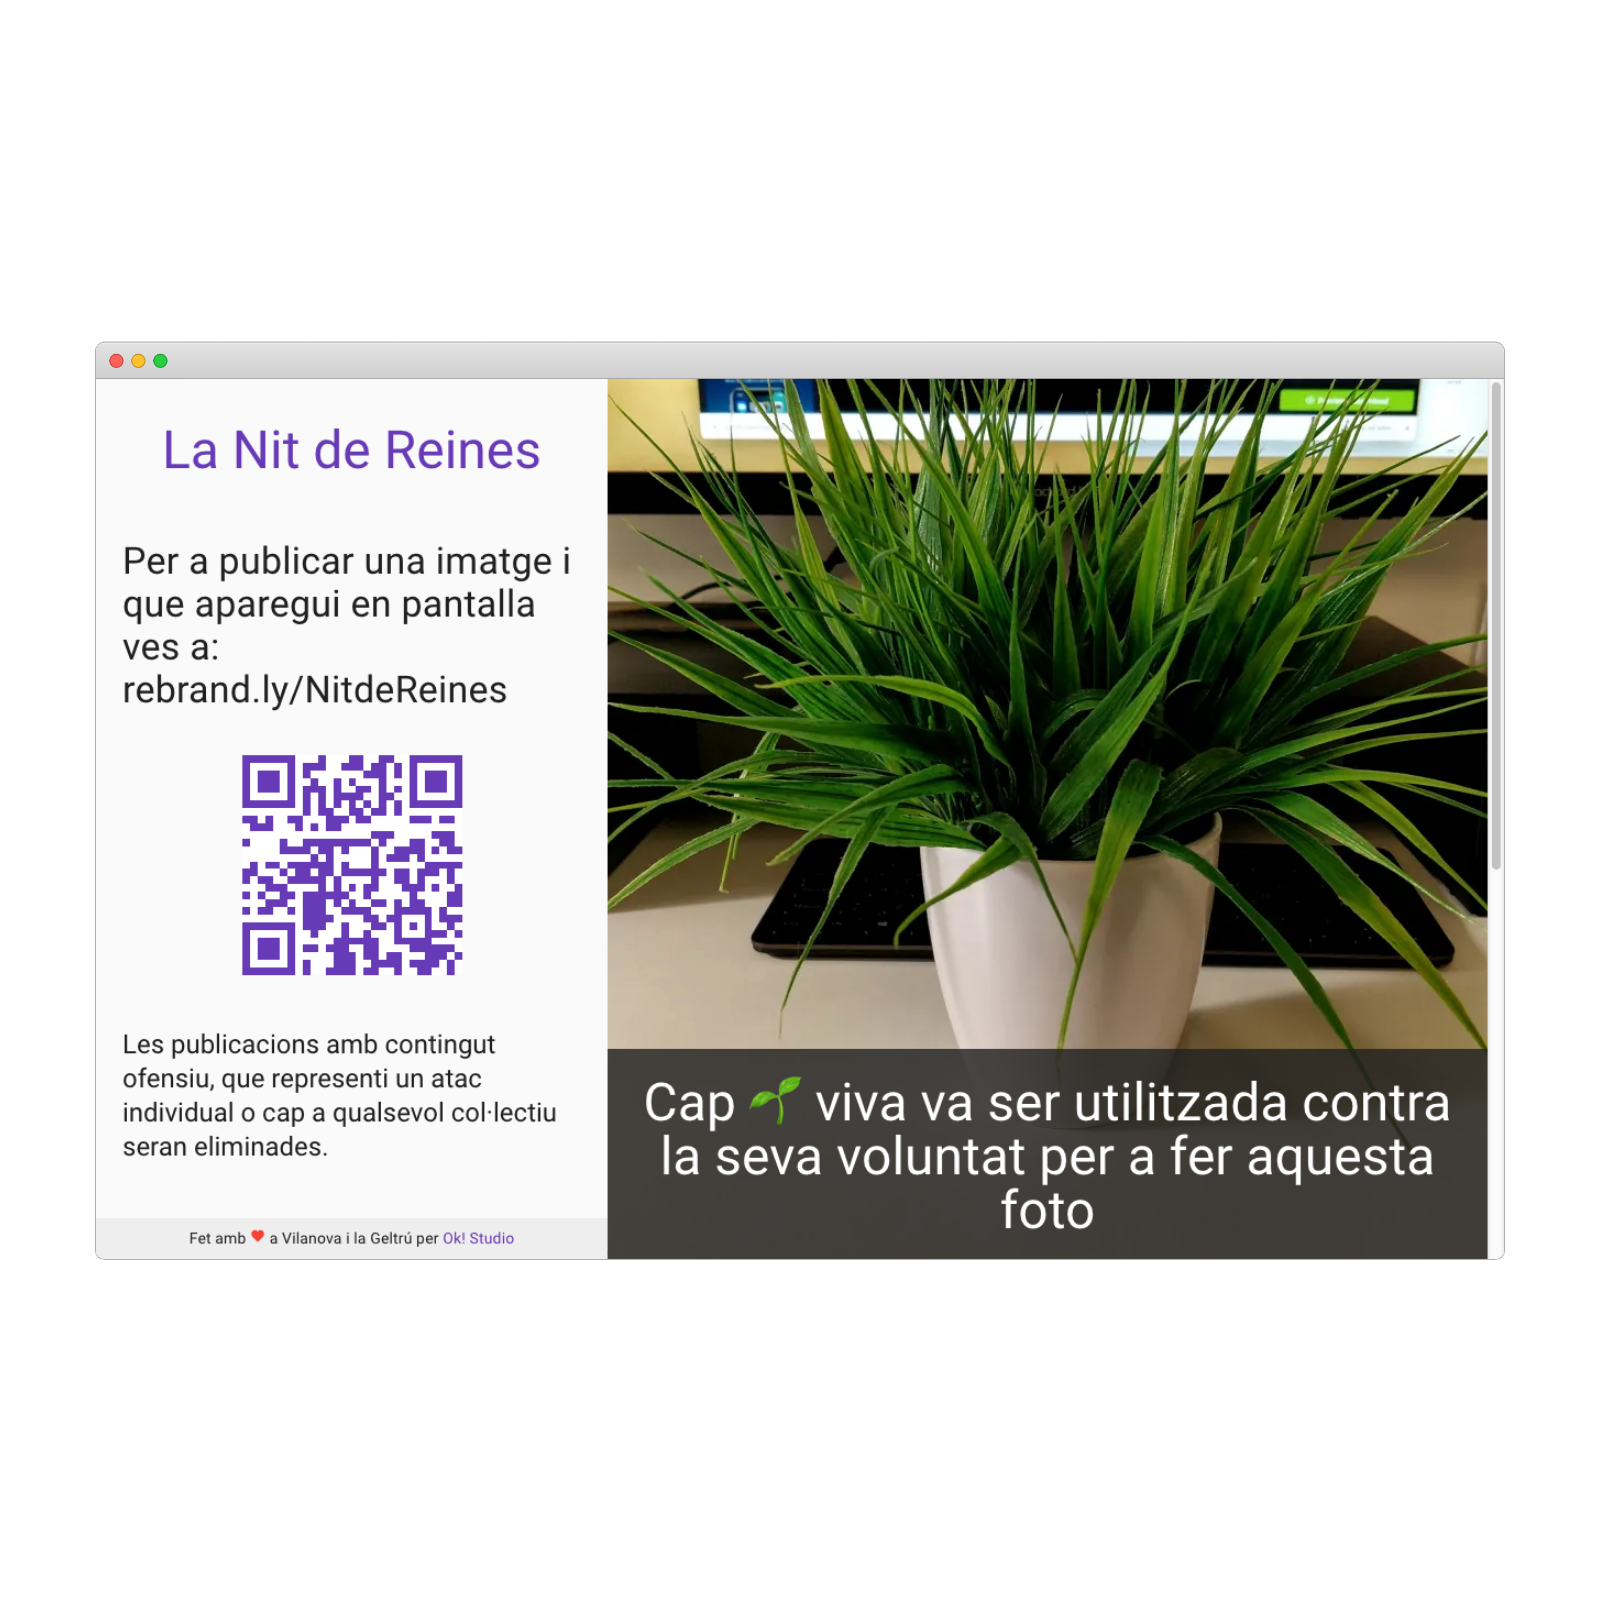 La Nit de Reines
Per a publicar una imatge i
que aparegui en pantalla
ves a:
rebrand.ly/NitdeReines
Les publicacions amb contingut
ofensiu, que representi un atac
individual o cap a qualsevol col·lectiu
seran eliminades.
Fet amb ❤️ a Vilanova i la Geltrú per Ok! Studio
Cap 🌱 viva va ser utilitzada contra
la seva voluntat per a fer aquesta
foto